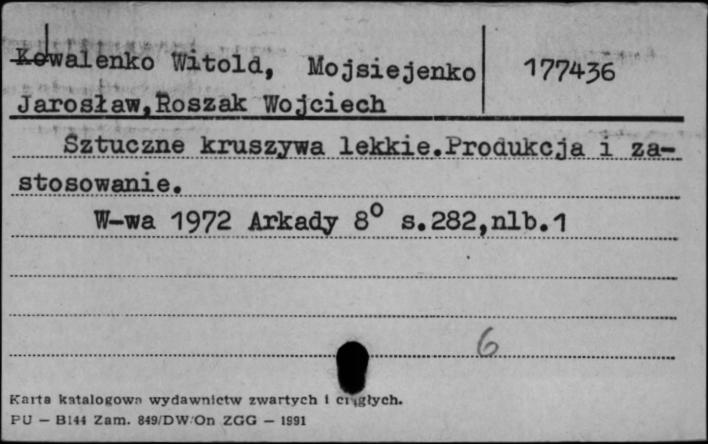 Kowalenko Witold, Mojsiejenko 177436
Jarosław,Roszak Wojciech
Sztuczne kruszywa lekkie.Produkcja i za-
stosowanie.
W-wa 1972 Arkady 8° s.282,nlb.1
6
Karta katalogowa wydawnictw zwartych i ciągłych.
PU — B144 Zam. 849/DW/On ZGG — 1991